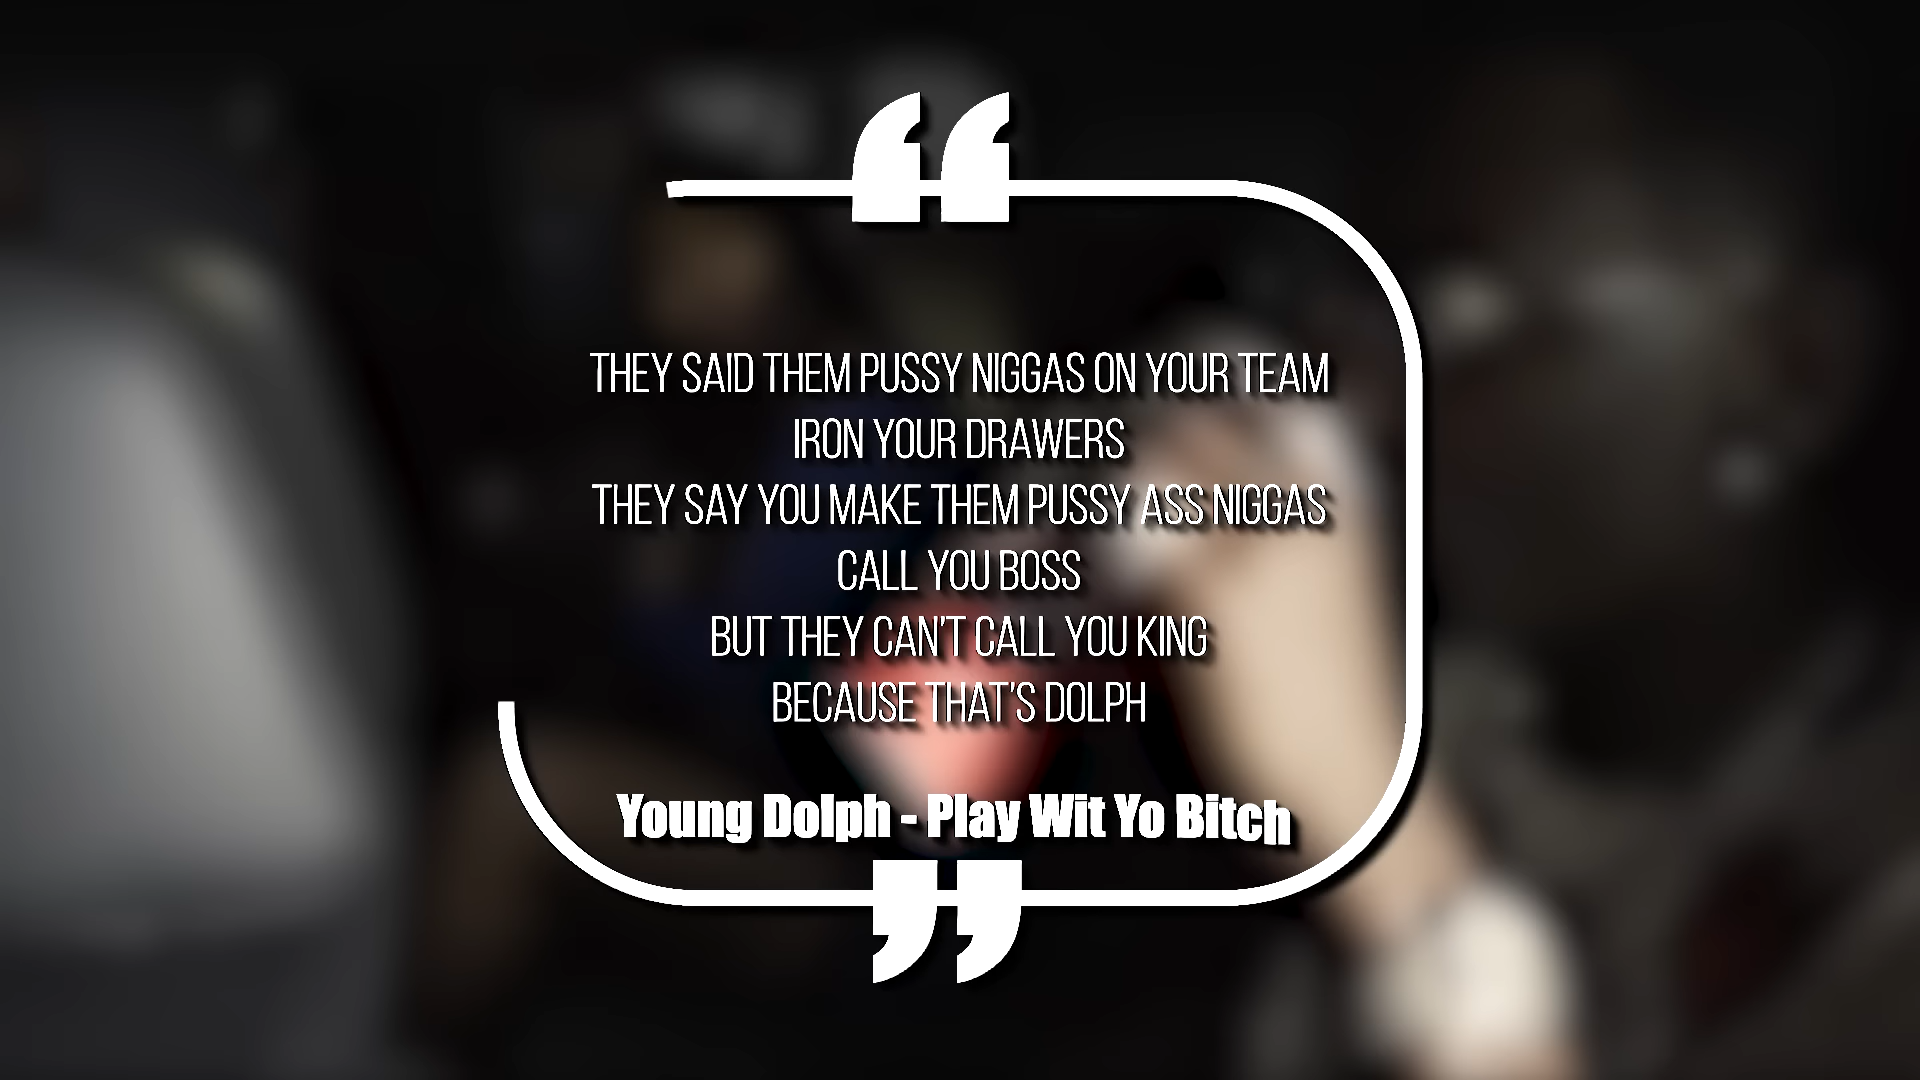 “
THEY SAID THEM PUSSY NIGGAS ON YOUR TEAM
IRON YOUR DRAWERS
THEY SAY YOU MAKE THEM PUSSY ASS NIGGAS
CALL YOU BOSS
BUT THEY CAN'T CALL YOU KING
BECAUSE THAT'S DOLPH
Young Dolph - Play Wit Yo Bitch
”